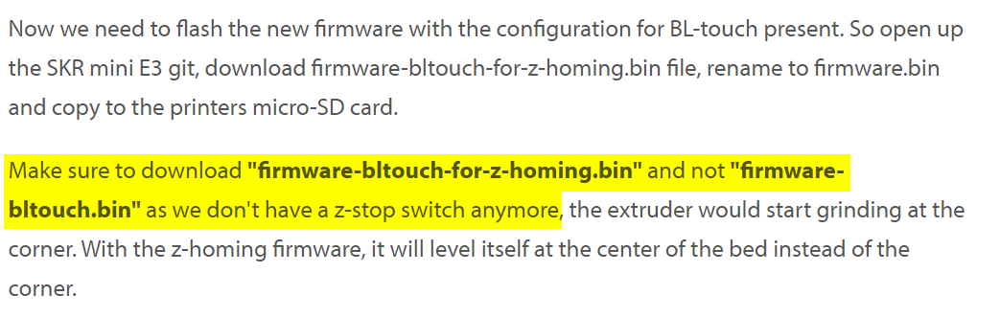 Now we need to flash the new firmware with the configuration for BL-touch present. So open up
the SKR mini E3 git, download firmware-bltouch-for-z-homing.bin file, rename to firmware.bin
and copy to the printers micro-SD card.
Make sure to download "firmware-bltouch-for-z-homing.bin" and not "firmware-
bltouch.bin" as we don't have a z-stop switch anymore, the extruder would start grinding at the
corner. With the z-homing firmware, it will level itself at the center of the bed instead of the
corner.